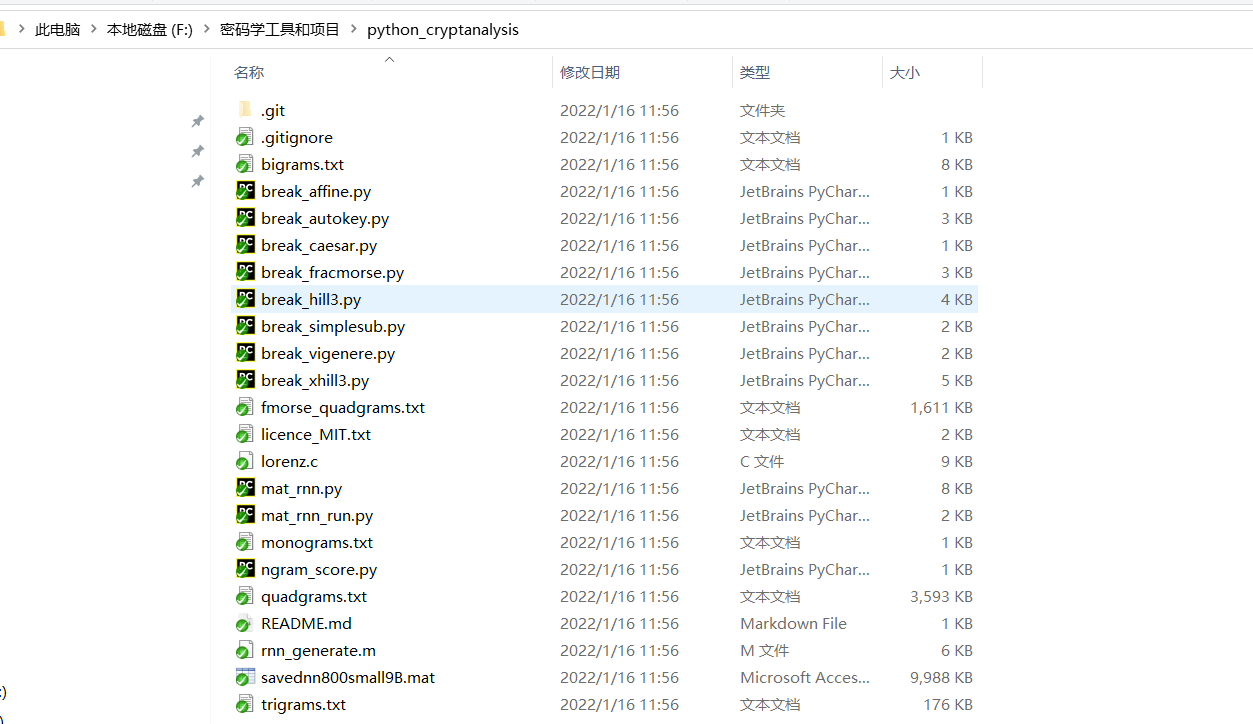 此电脑 > 本地磁盘 (F:) > 密码学工具和项目 > python_cryptanalysis
名称 修改日期 类型 大小
.git 2022/1/16 11:56 文件夹
.gitignore 2022/1/16 11:56 文本文档 1 KB
bigrams.txt 2022/1/16 11:56 文本文档 8 KB
break_affine.py 2022/1/16 11:56 JetBrains PyChar... 1 KB
break_autokey.py 2022/1/16 11:56 JetBrains PyChar... 3 KB
break_caesar.py 2022/1/16 11:56 JetBrains PyChar... 1 KB
break_fracmorse.py 2022/1/16 11:56 JetBrains PyChar... 3 KB
break_hill3.py 2022/1/16 11:56 JetBrains PyChar... 4 KB
break_simplesub.py 2022/1/16 11:56 JetBrains PyChar... 2 KB
break_vigenere.py 2022/1/16 11:56 JetBrains PyChar... 2 KB
break_xhill3.py 2022/1/16 11:56 JetBrains PyChar... 5 KB
fmorse_quadgrams.txt 2022/1/16 11:56 文本文档 1,611 KB
licence_MIT.txt 2022/1/16 11:56 文本文档 2 KB
lorenz.c 2022/1/16 11:56 C 文件 9 KB
mat_rnn.py 2022/1/16 11:56 JetBrains PyChar... 8 KB
mat_rnn_run.py 2022/1/16 11:56 JetBrains PyChar... 2 KB
monograms.txt 2022/1/16 11:56 文本文档 1 KB
ngram_score.py 2022/1/16 11:56 JetBrains PyChar... 1 KB
quadgrams.txt 2022/1/16 11:56 文本文档 3,593 KB
README.md 2022/1/16 11:56 Markdown File 1 KB
rnn_generate.m 2022/1/16 11:56 M 文件 6 KB
savednn800small9B.mat 2022/1/16 11:56 Microsoft Acces... 9,988 KB
trigrams.txt 2022/1/16 11:56 文本文档 176 KB